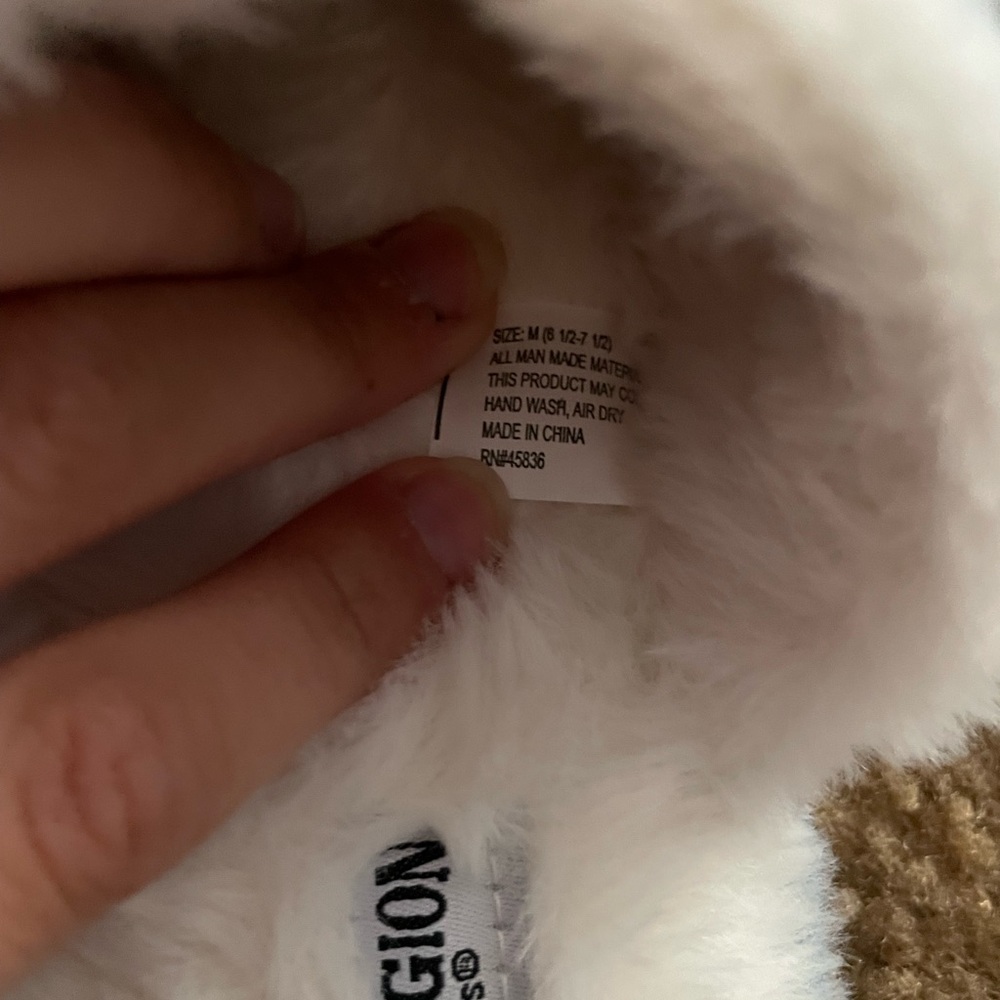 SIZE: M (6 1/2-7 1/2)
ALL MAN MADE MATERI
THIS PRODUCT MAY CO
HAND WASH, AIR DRY
MADE IN CHINA
RN#45836
GION
S®